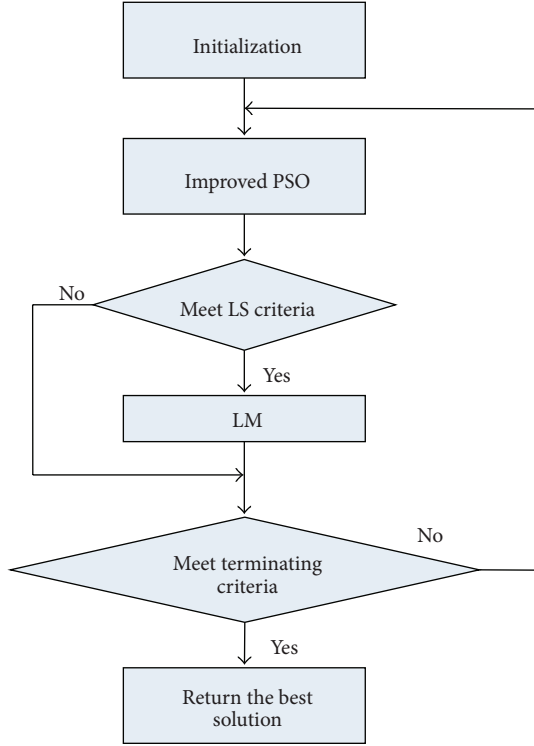 Initialization
Improved PSO
No
Meet LS criteria
Yes
LM
No
Meet terminating
criteria
Yes
Return the best
solution